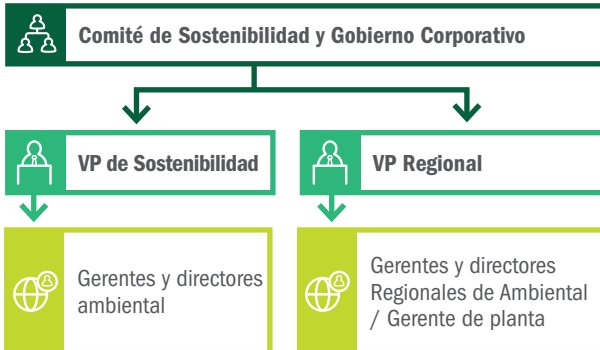 Comité de Sostenibilidad y Gobierno Corporativo
VP de Sostenibilidad
VP Regional
Gerentes y directores
ambiental
Gerentes y directores
Regionales de Ambiental
/ Gerente de planta